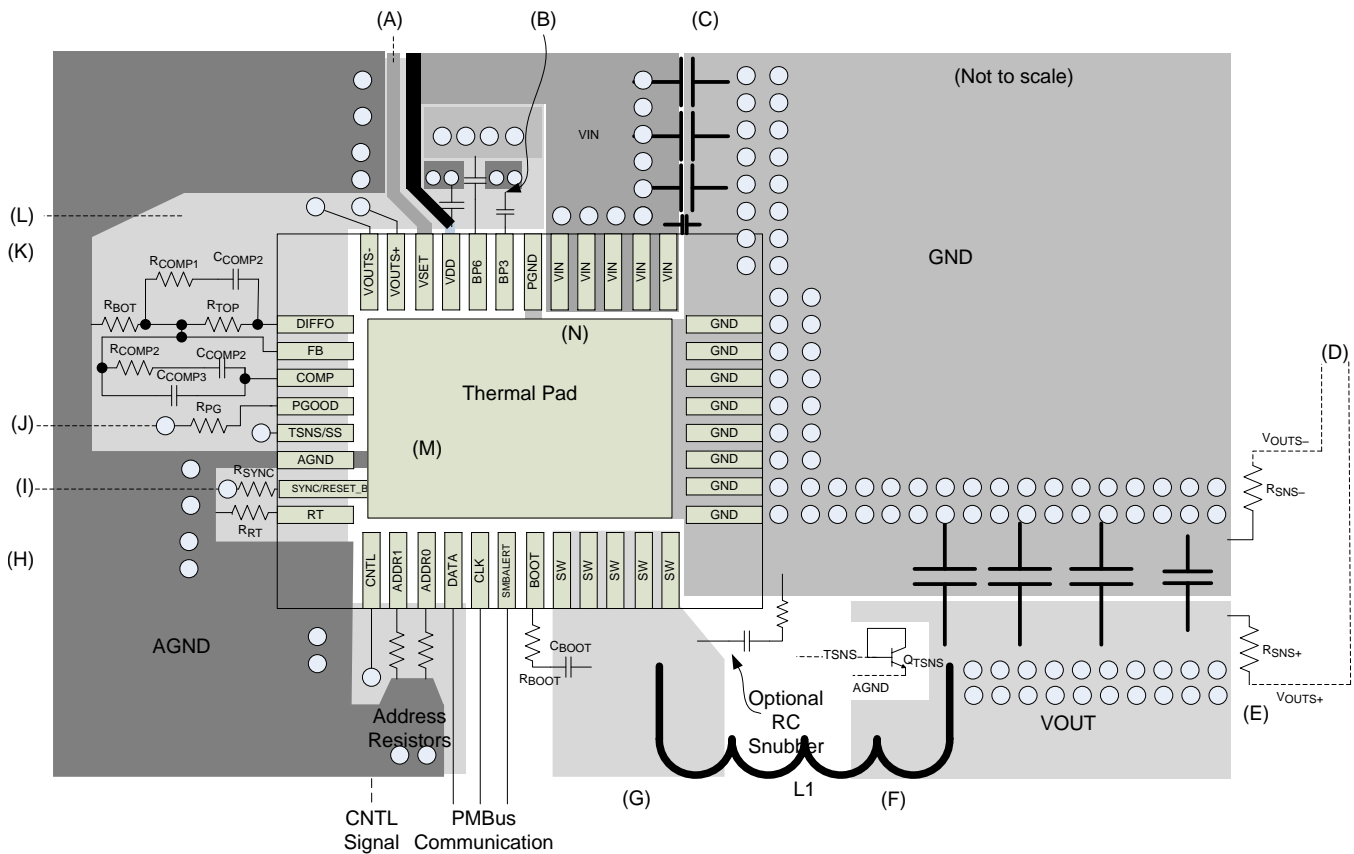 (A)
(B)
(C)
(Not to scale)
VIN
(L)
(K)
GND
VOUTS-
VOUTS+
VSET
VDD
BP6
BP3
PGND
VIN
VIN
VIN
VIN
VIN
RCOMP1
CCOMP2
RBOT
RTOP
DIFFO
FB
RCOMP2
CCOMP2
COMP
CCOMP3
PGOOD
RPG
(J)
TSNS/SS
AGND
RSYNC
(I)
SYNC/RESET_B
RT
RRT
(N)
Thermal Pad
(M)
GND
GND
GND
GND
GND
GND
GND
GND
(D)
VOUTS–
RSNS–
(H)
CNTL
ADDR1
ADDR0
DATA
CLK
SMBALERT
BOOT
SW
SW
SW
SW
SW
AGND
CBOOT
RBOOT
TSNS
QTSNS
AGND
RSNS+
VOUTS+
(E)
Optional
RC
Snubber
Address
Resistors
VOUT
L1
(G)
(F)
CNTL
Signal
PMBus
Communication